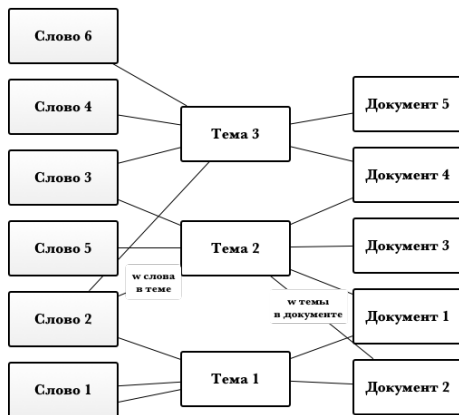 Слово 6
Слово 4
Слово 3
Слово 5
Слово 2
Слово 1
Тема 3
Тема 2
Тема 1
w слова
в теме
w темы
в документе
Документ 5
Документ 4
Документ 3
Документ 1
Документ 2